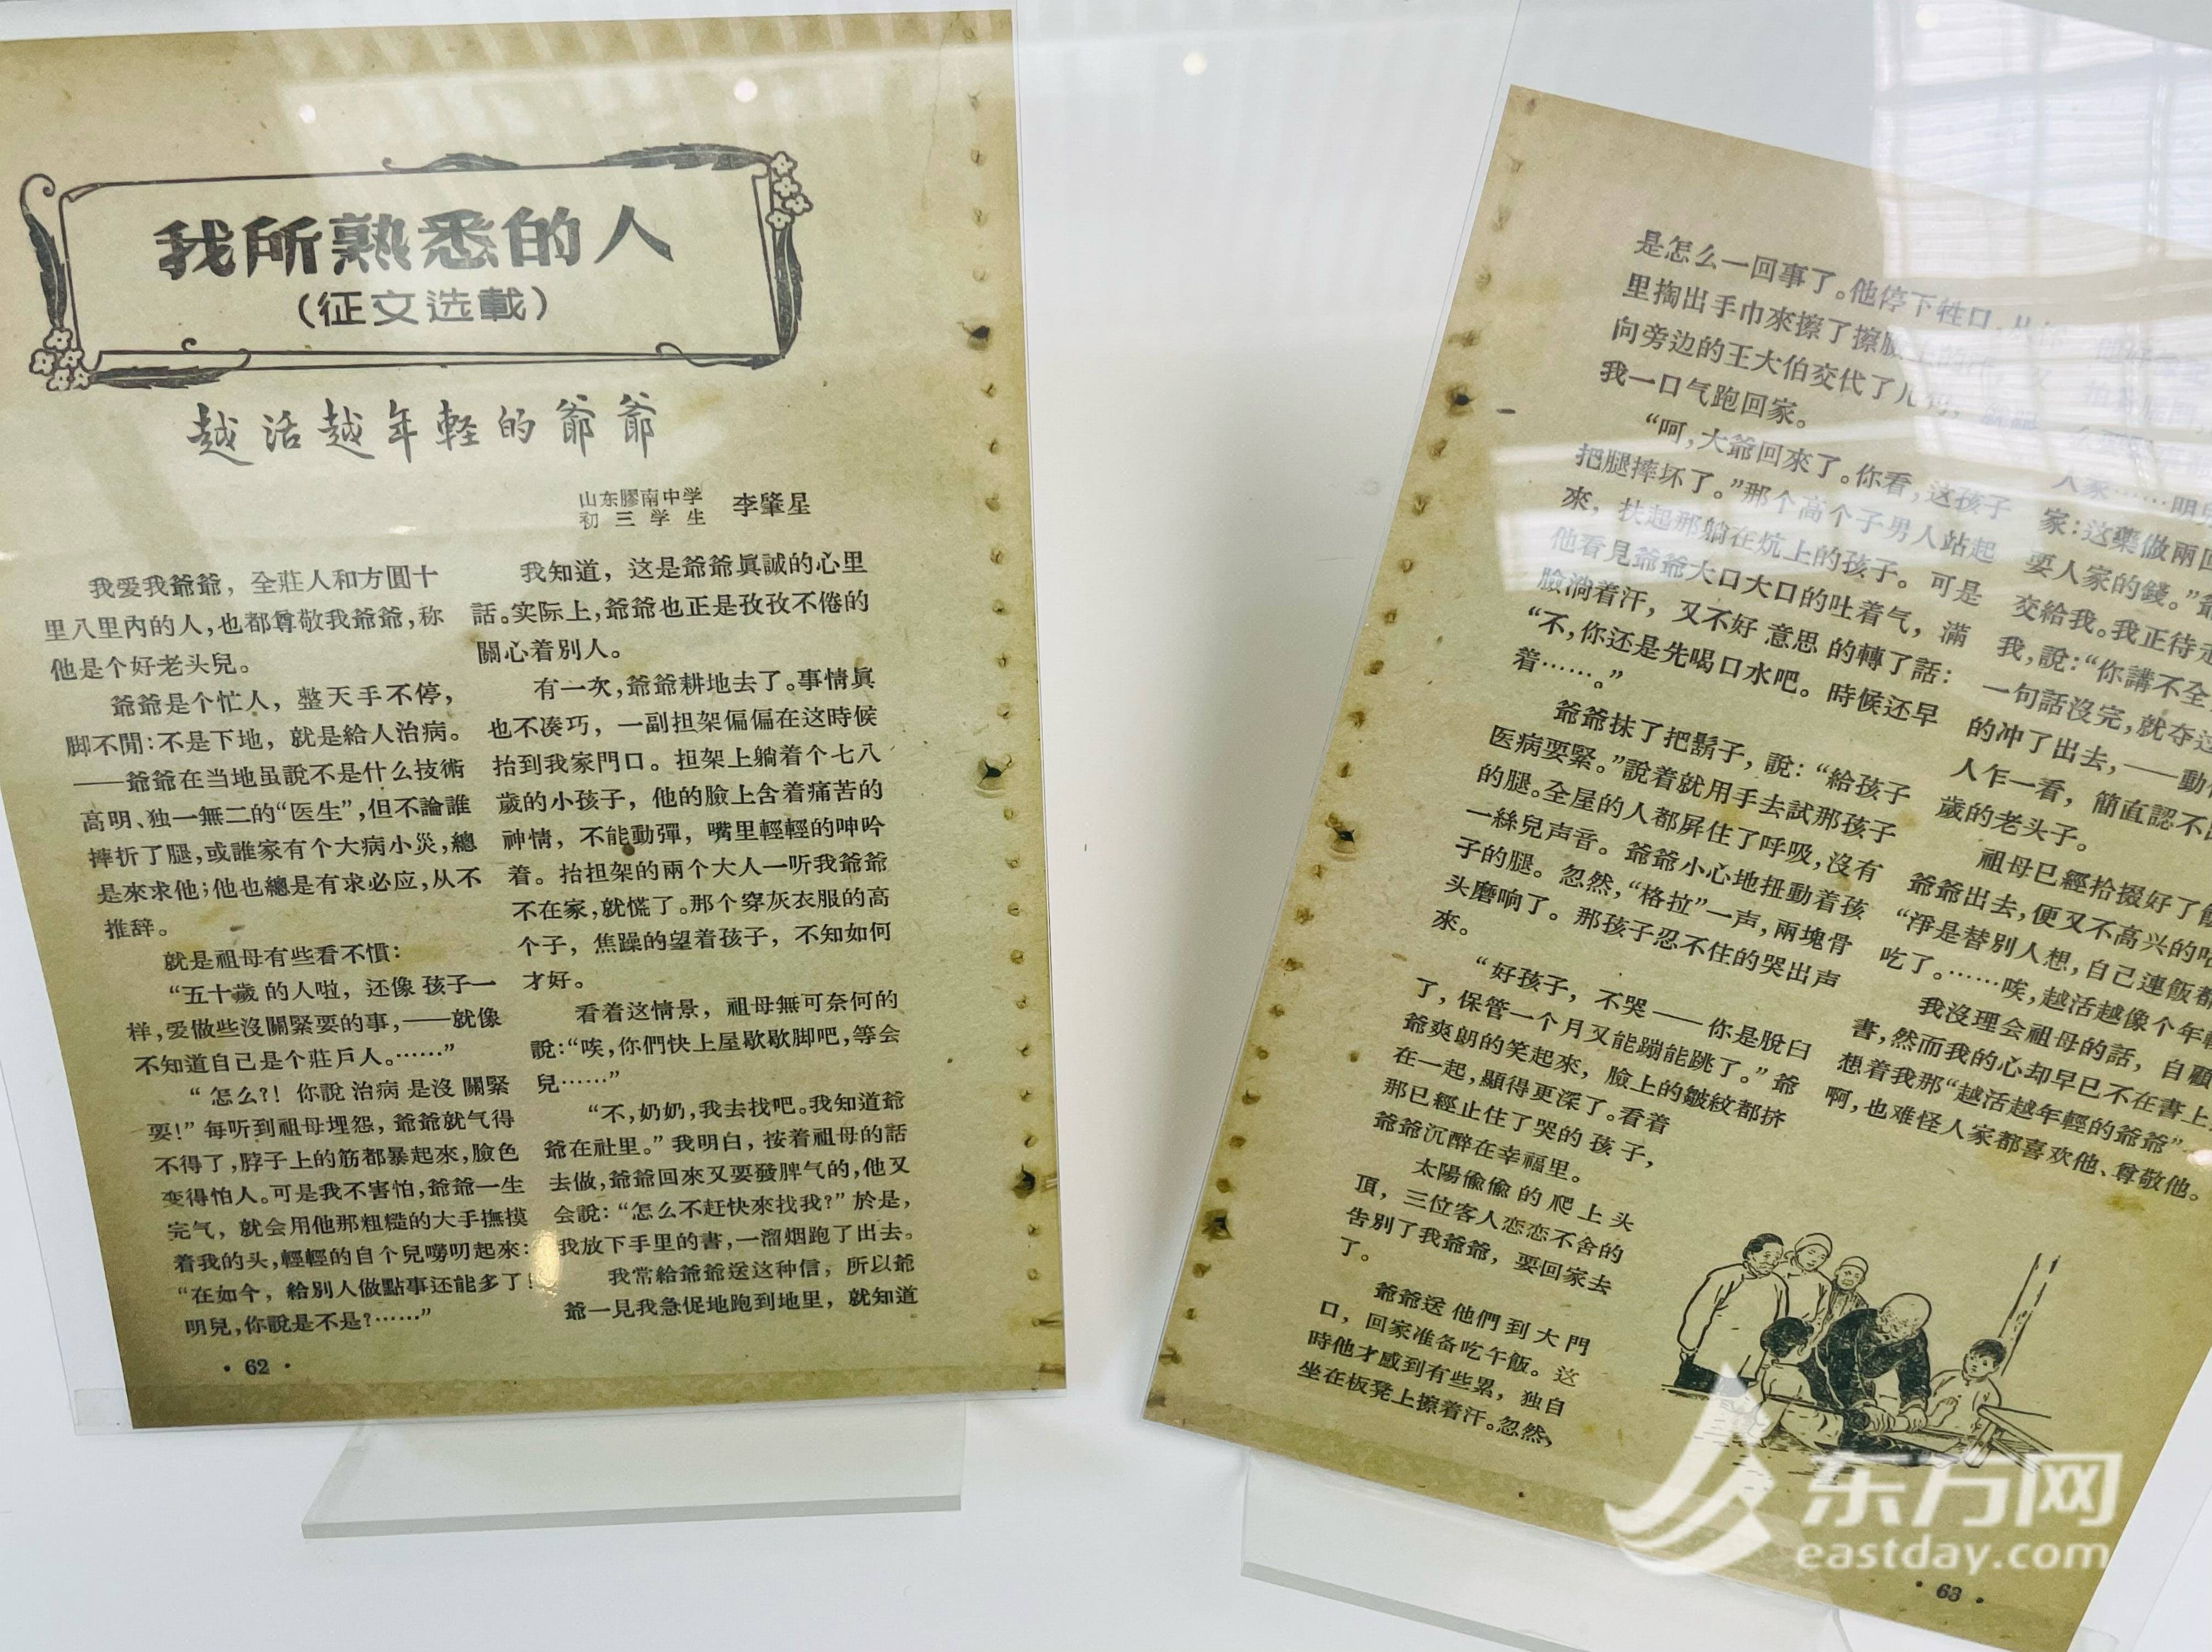 我所熟悉的人
(征文选載)
越活越年輕的爺爺
山东膠南中学
初三学生
李肇星
我爱我爺爺，全莊人和方圓十
里八里內的人，也都尊敬我爺爺，称
他是个好老头兒。
爺爺是个忙人，整天手不停，
脚不閒：不是下地，就是給人治病。
——爺爺在当地虽說不是什么技術
高明、独一無二的“医生”，但不論誰
摔折了腿，或誰家有个大病小災，總
是來求他；他也總是有求必应，从不
推辞。
就是祖母有些看不慣：
“五十歲的人啦，还像孩子一
样，爱做些沒關緊要的事，——就像
不知道自己是个莊戶人。……”
“怎么?！你說治病是沒關緊
要！”每听到祖母埋怨，爺爺就气得
不得了，脖子上的筋都暴起來，臉色
变得怕人。可是我不害怕，爺爺一生
完气，就会用他那粗糙的大手撫摸
着我的头，輕輕的自个兒嘮叨起來：
“在如今，給別人做點事还能多了！
明兒，你說是不是？……”
我知道，这是爺爺眞誠的心里
話。实际上，爺爺也正是孜孜不倦的
關心着別人。
有一次，爺爺耕地去了。事情眞
也不凑巧，一副担架偏偏在这時候
抬到我家門口。担架上躺着个七八
歲的小孩子，他的臉上含着痛苦的
神情，不能動彈，嘴里輕輕的呻吟
着。抬担架的兩个大人一听我爺爺
不在家，就慌了。那个穿灰衣服的高
个子，焦躁的望着孩子，不知如何
才好。
看着这情景，祖母無可奈何的
說：“唉，你們快上屋歇歇脚吧，等会
兒……”
“不，奶奶，我去找吧。我知道爺
爺在社里。”我明白，按着祖母的話
去做，爺爺回來又要發脾气的，他又
会說：“怎么不赶快來找我？”於是，
我放下手里的書，一溜烟跑了出去。
我常給爺爺送这种信，所以爺
爺一見我急促地跑到地里，就知道
·62·
是怎么一回事了。他停下牲口，从
里掏出手巾來擦了擦臉上的
向旁边的王大伯交代了几句，
我一口气跑回家。
“呵，大爺回來了。你看，这孩子
把腿摔坏了。”那个高个子男人站起
來，扶起那躺在炕上的孩子。可是
他看見爺爺大口大口的吐着气，滿
臉淌着汗，又不好意思的轉了話：
“不，你还是先喝口水吧。時候还早
着……。”
爺爺抹了把鬍子，說：“給孩子
医病要緊。”說着就用手去試那孩子
的腿。全屋的人都屏住了呼吸，沒有
一絲兒声音。爺爺小心地扭動着孩
子的腿。忽然，“格拉”一声，兩塊骨
头磨响了。那孩子忍不住的哭出声
來。
“好孩子，不哭——你是脫臼
了，保管一个月又能蹦能跳了。”爺
爺爽朗的笑起來，臉上的皺紋都挤
在一起，顯得更深了。看着
那已經止住了哭的孩子，
爺爺沉醉在幸福里。
太陽偸偸的爬上头
頂，三位客人恋恋不舍的
告別了我爺爺，要回家去
了。
爺爺送他們到大門
口，回家准备吃午飯。这
時他才感到有些累，独自
坐在板凳上擦着汗。忽然，
人家……明
家：这藥做兩回
要人家的錢。”爺
交給我。我正待走
我，說：“你講不全
一句話沒完，就夺过
的冲了出去，——動
人乍一看，簡直認不
歲的老头子。
祖母已經拾掇好了飯
爺爺出去，便又不高兴的咕
“淨是替別人想，自己連飯都
吃了。……唉，越活越像个年輕
我沒理会祖母的話，自顧
書，然而我的心却早已不在書上
想着我那“越活越年輕的爺爺”
啊，也难怪人家都喜欢他、尊敬他。
·63·
东方网
eastday.com